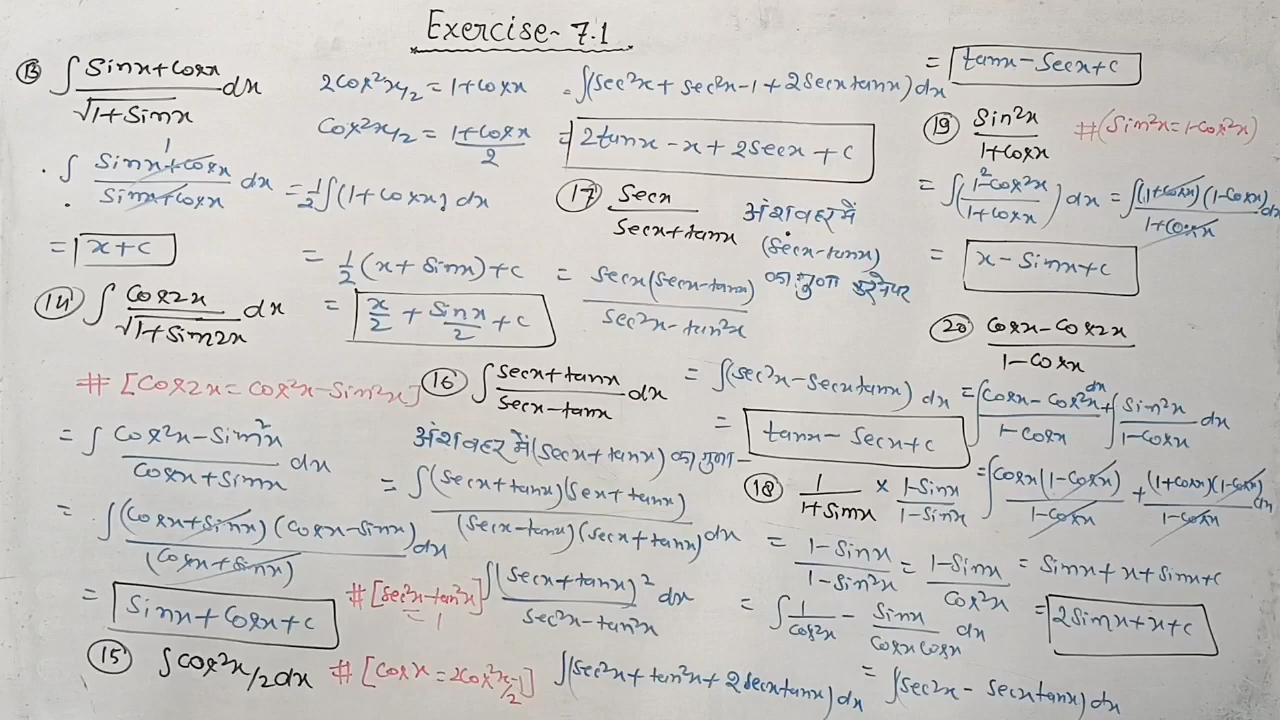 Exercise- 7.1
(13) ∫ (Sinx+Cosx)/√(1+Sinx) dx
∫ (Sinx+Cosx)/(Sinx+Cosx) dx 1
= x+c
(14) ∫ Cos2x/√(1+Sin2x) dx
# [Cos2x = Cos²x-Sin²x]
= ∫ (Cos²x-Sin²x)/(Cosx+Sinx) dx
= ∫ (Cosx+Sinx)(Cosx-Sinx)/(Cosx+Sinx) dx
= Sinx+Cosx+c
(15) ∫ Cos²x/2 dx # [Cosx = 2Cos²x/2-1]
2Cos²x/2 = 1+Cosx
Cos²x/2 = (1+Cosx)/2
= 1/2 ∫(1+Cosx) dx
= 1/2 (x+Sinx)+c
= x/2 + Sinx/2 + c
(16) ∫ (Secx+tanx)/(Secx-tanx) dx
अंश व हर में (Secx+tanx) का गुणा-
= ∫ (Secx+tanx)(Sex+tanx)/(Secx-tanx)(Secx+tanx) dx
# [Sec²x-tan²x] = 1
∫ (Secx+tanx)²/(Sec²x-tan²x) dx
∫(Sec²x+tan²x+2Secxtanx) dx
= ∫(Sec²x+Sec²x-1+2Secxtanx) dx
= 2tanx-x+2Secx+c
(17) Secx/(Secx+tanx)
अंश व हर में
(Secx-tanx)
का गुणा करने पर
= Secx(Secx-tanx)/(Sec²x-tan²x)
= ∫(Sec²x-Secxtanx) dx
= tanx-Secx+c
(18) 1/(1+Sinx) × (1-Sinx)/(1-Sinx)
= (1-Sinx)/(1-Sin²x) = (1-Sinx)/Cos²x
= ∫ 1/Cos²x - Sinx/(CosxCosx) dx
= ∫(Sec²x-Secxtanx) dx
= tanx-Secx+c
(19) Sin²x/(1+Cosx) #(Sin²x=1-Cos²x)
= ∫((1²-Cos²x)/(1+Cosx)) dx = ∫ (1+Cosx)(1-Cosx)/(1+Cosx) dx
= x-Sinx+c
(20) (Cosx-Cos2x)/(1-Cosx)
= ∫ (Cosx-Cos²x)/(1-Cosx) dx + ∫ Sin²x/(1-Cosx) dx
= ∫ Cosx(1-Cosx)/(1-Cosx) + (1+Cosx)(1-Cosx)/(1-Cosx) dx
= Sinx+x+Sinx+c
= 2Sinx+x+c